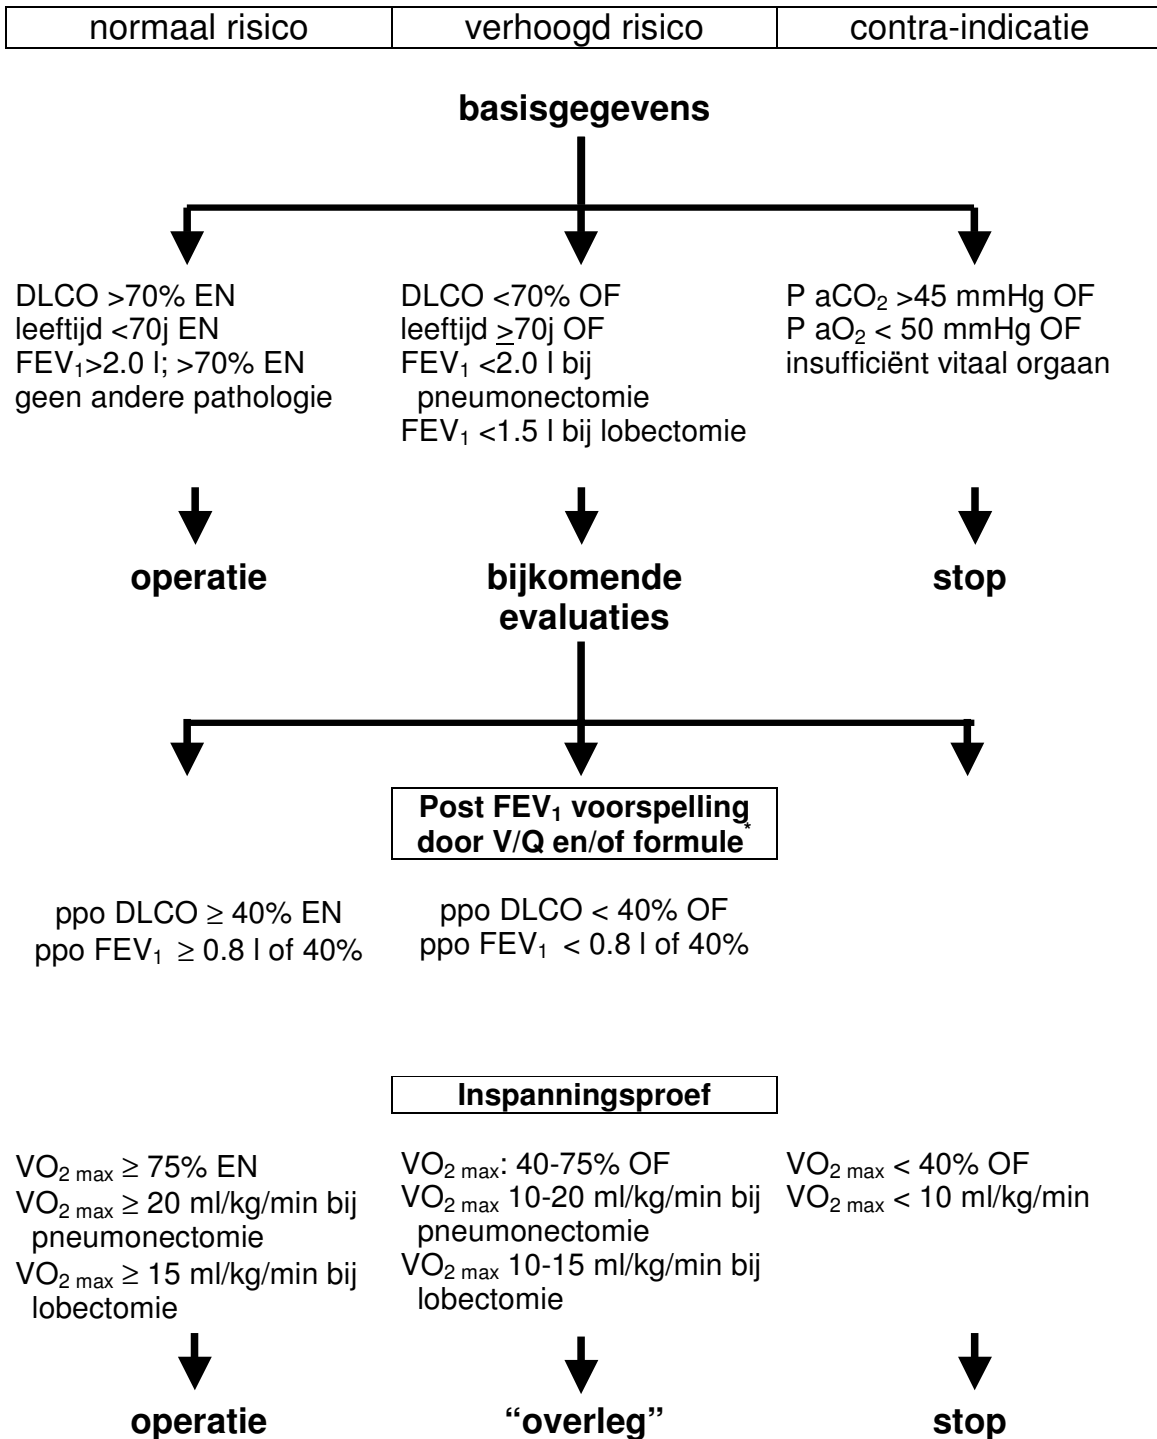 normaal risico
verhoogd risico
contra-indicatie
basisgegevens
DLCO >70% EN
leeftijd <70j EN
FEV₁>2.0 l; >70% EN
geen andere pathologie
DLCO <70% OF
leeftijd ≥70j OF
FEV₁ <2.0 l bij
pneumonectomie
FEV₁ <1.5 l bij lobectomie
P aCO₂ >45 mmHg OF
P aO₂ < 50 mmHg OF
insufficiënt vitaal orgaan
operatie
bijkomende
evaluaties
stop
Post FEV₁ voorspelling
door V/Q en/of formule*
ppo DLCO ≥ 40% EN
ppo FEV₁ ≥ 0.8 l of 40%
ppo DLCO < 40% OF
ppo FEV₁ < 0.8 l of 40%
Inspanningsproef
VO₂ max ≥ 75% EN
VO₂ max ≥ 20 ml/kg/min bij
pneumonectomie
VO₂ max ≥ 15 ml/kg/min bij
lobectomie
VO₂ max: 40-75% OF
VO₂ max 10-20 ml/kg/min bij
pneumonectomie
VO₂ max 10-15 ml/kg/min bij
lobectomie
VO₂ max < 40% OF
VO₂ max < 10 ml/kg/min
operatie
“overleg”
stop